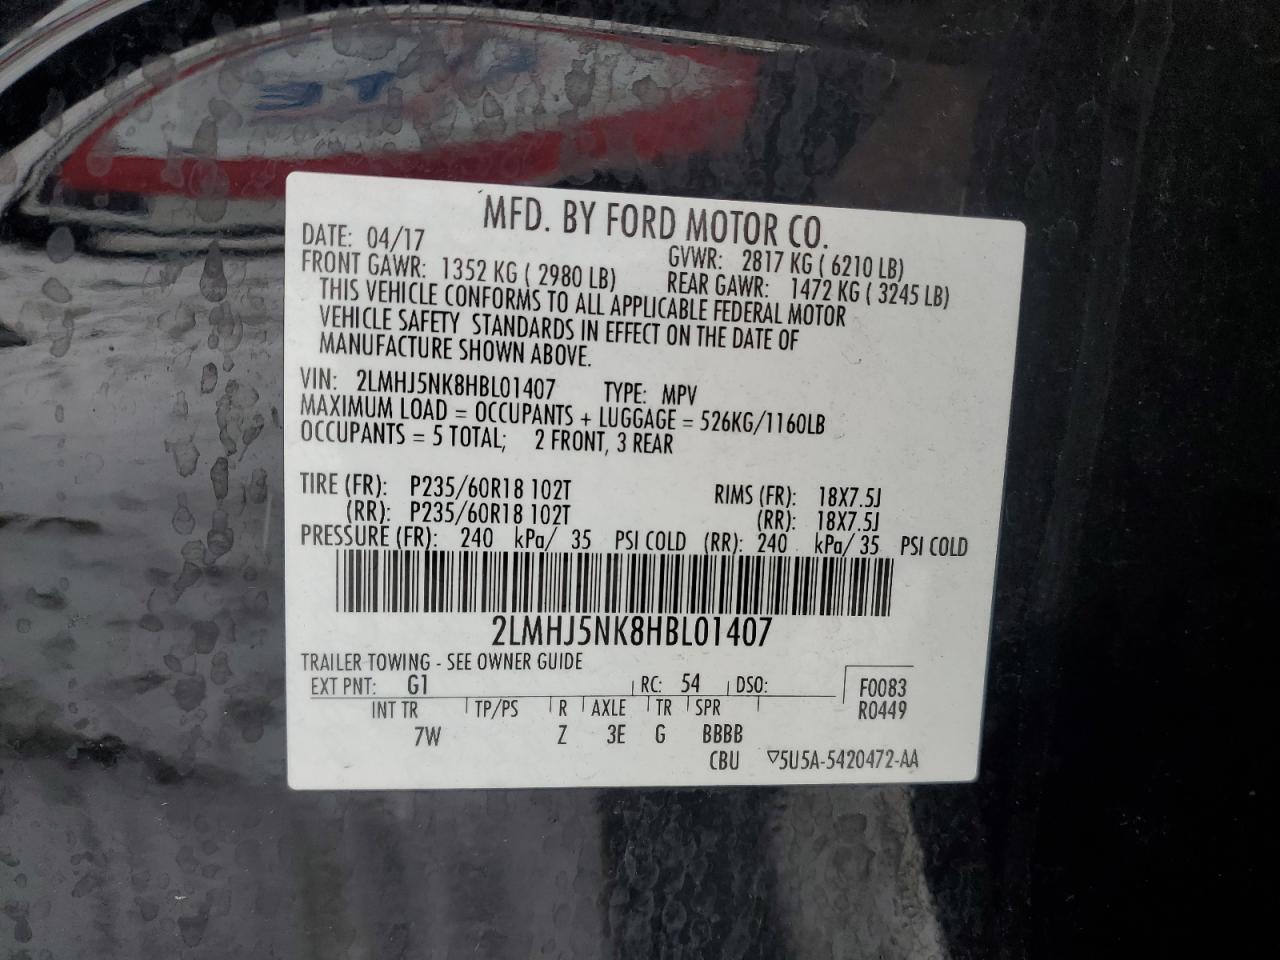 MFD. BY FORD MOTOR CO.
DATE: 04/17 GVWR: 2817 KG ( 6210 LB)
FRONT GAWR: 1352 KG ( 2980 LB) REAR GAWR: 1472 KG ( 3245 LB)
THIS VEHICLE CONFORMS TO ALL APPLICABLE FEDERAL MOTOR
VEHICLE SAFETY STANDARDS IN EFFECT ON THE DATE OF
MANUFACTURE SHOWN ABOVE.
VIN: 2LMHJ5NK8HBL01407 TYPE: MPV
MAXIMUM LOAD = OCCUPANTS + LUGGAGE = 526KG/1160LB
OCCUPANTS = 5 TOTAL; 2 FRONT, 3 REAR
TIRE (FR): P235/60R18 102T RIMS (FR): 18X7.5J
(RR): P235/60R18 102T (RR): 18X7.5J
PRESSURE (FR): 240 kPa/ 35 PSI COLD (RR): 240 kPa/ 35 PSI COLD
2LMHJ5NK8HBL01407
TRAILER TOWING - SEE OWNER GUIDE
EXT PNT: G1 RC: 54 DSO: F0083
INT TR TP/PS R AXLE TR SPR R0449
7W Z 3E G BBBB
CBU ▽5U5A-5420472-AA